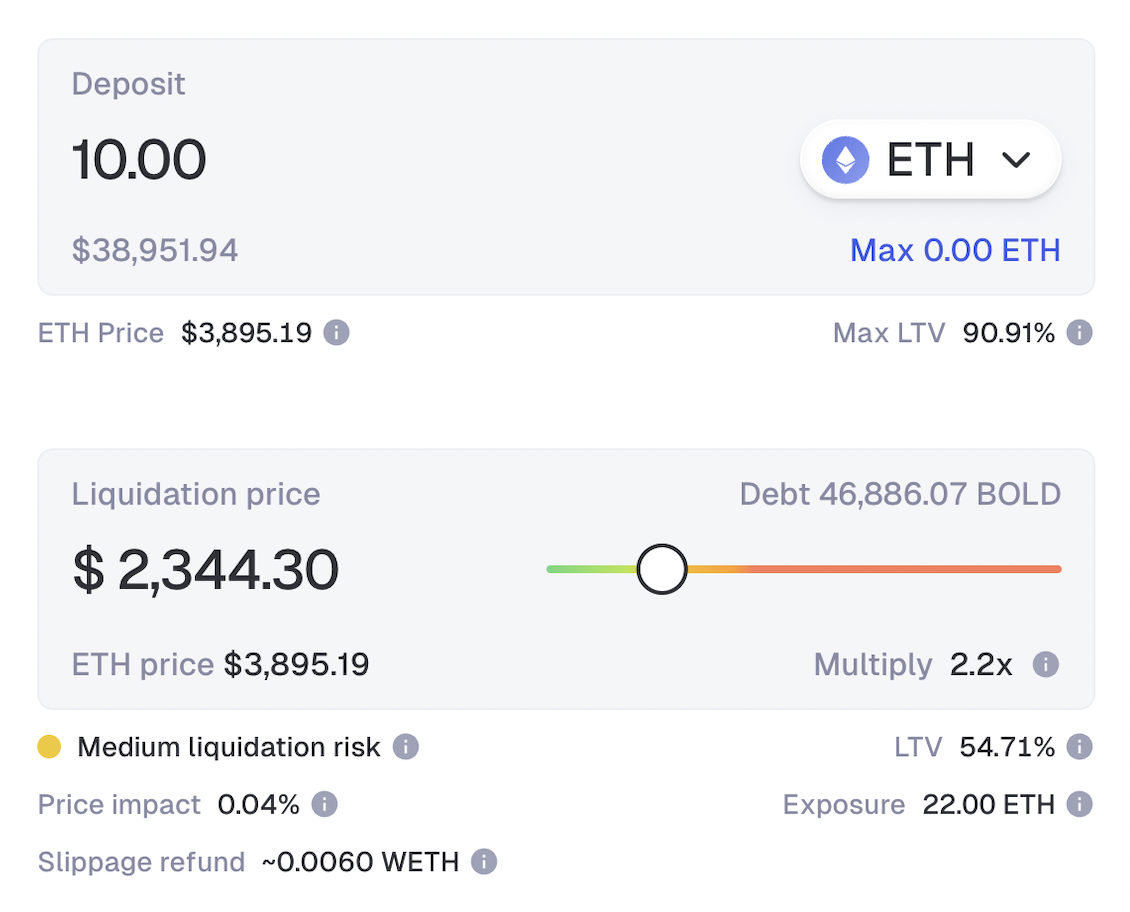 Deposit
10.00 ETH
$38,951.94 Max 0.00 ETH
ETH Price $3,895.19 Max LTV 90.91%
Liquidation price Debt 46,886.07 BOLD
$ 2,344.30
ETH price $3,895.19 Multiply 2.2x
Medium liquidation risk LTV 54.71%
Price impact 0.04% Exposure 22.00 ETH
Slippage refund ~0.0060 WETH